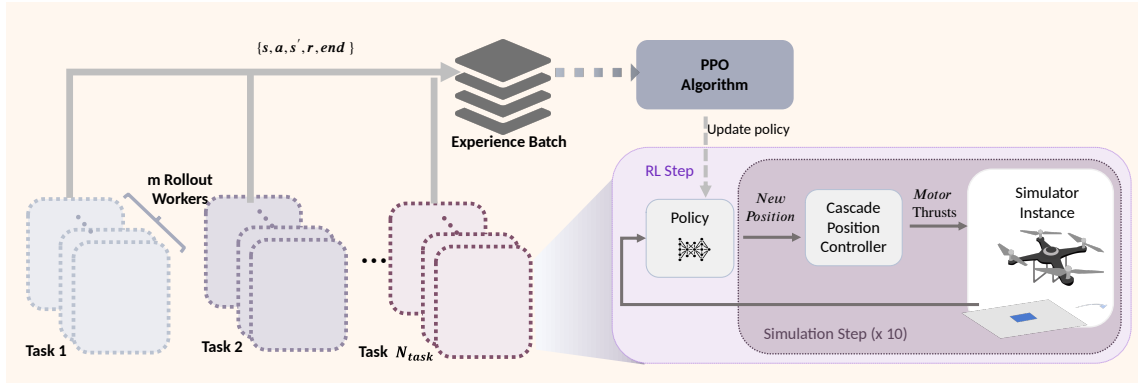 {s, a, s′, r, end }
PPO
Algorithm
Experience Batch
Update policy
m Rollout
Workers
RL Step
Policy
New
Position
Cascade
Position
Controller
Motor
Thrusts
Simulator
Instance
...
Simulation Step (x 10)
Task 1
Task 2
Task N_task